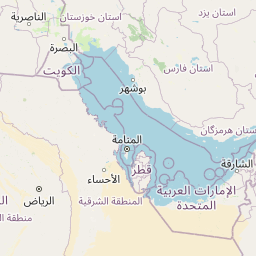 استان یزد
استان خوزستان
الناصرية
البصرة
استان فارس
الكويت
بوشهر
استان هرمزگان
المنامة
الشارقة
قطر
الأحساء
الإمارات العربية
المتحدة
الرياض
المنطقة الشرقية
منطقة